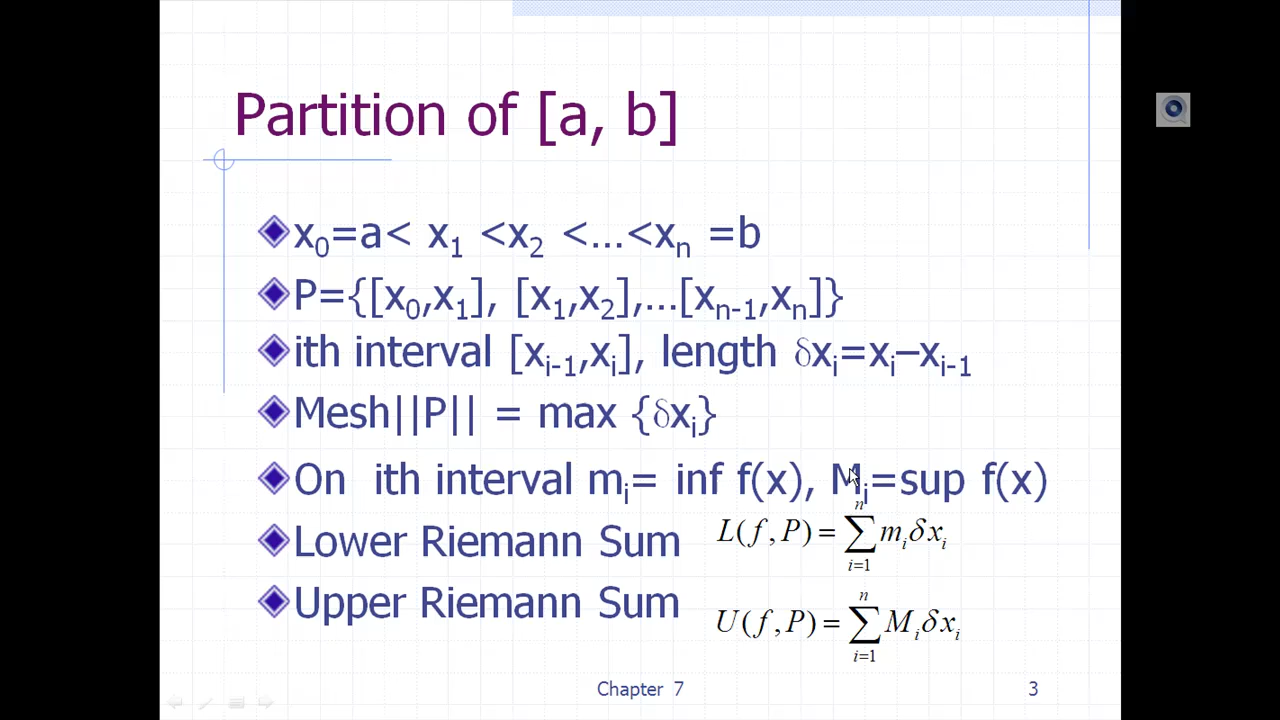 Partition of [a, b]
x₀=a< x₁ <x₂ <...<xₙ =b
P={[x₀,x₁], [x₁,x₂],...[xₙ₋₁,xₙ]}
ith interval [xᵢ₋₁,xᵢ], length δxᵢ=xᵢ–xᵢ₋₁
Mesh||P|| = max {δxᵢ}
On ith interval mᵢ= inf f(x), Mᵢ=sup f(x)
Lower Riemann Sum L(f,P)=∑ⁿᵢ₌₁ mᵢδxᵢ
Upper Riemann Sum U(f,P)=∑ⁿᵢ₌₁ Mᵢδxᵢ
Chapter 7 3